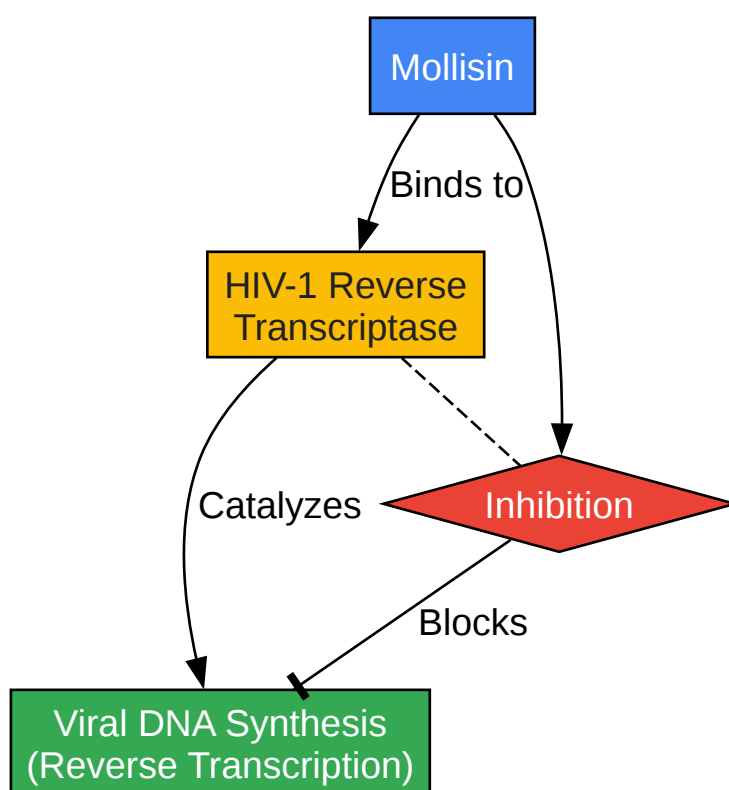 Mollisin
Binds to
HIV-1 Reverse
Transcriptase
Catalyzes
Inhibition
Blocks
Viral DNA Synthesis
(Reverse Transcription)